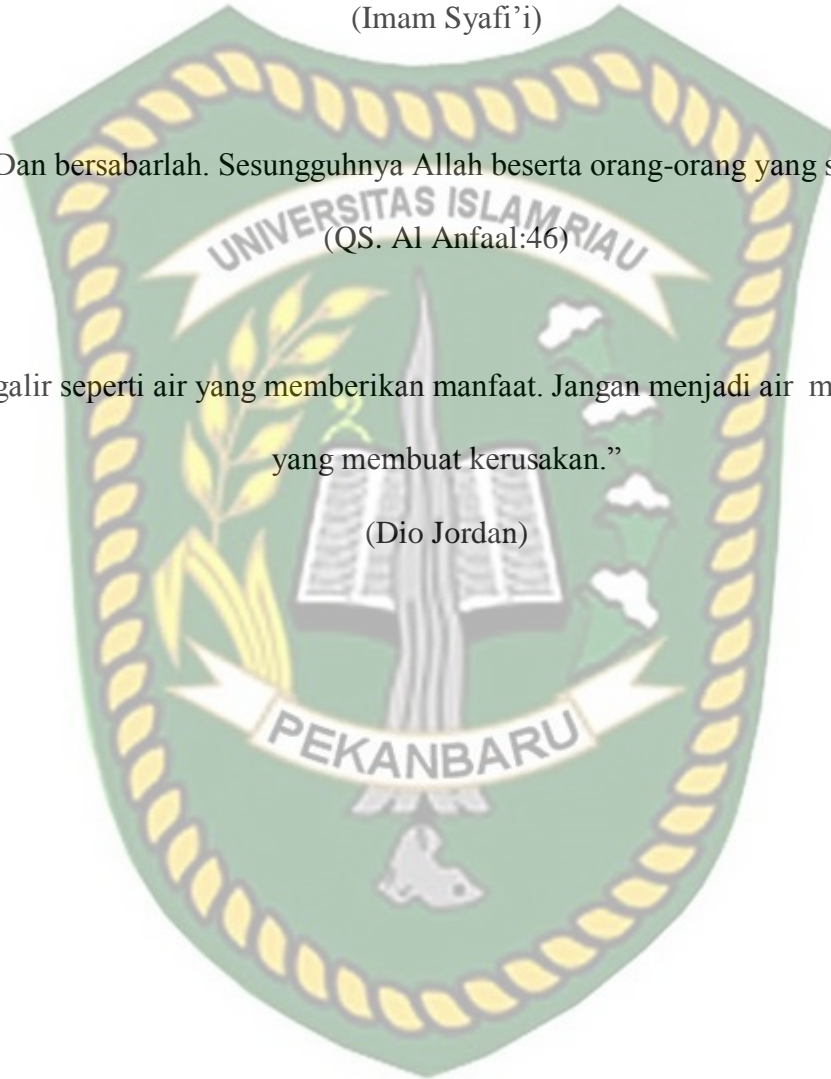 (Imam Syafi’i)
Dan bersabarlah. Sesungguhnya Allah beserta orang-orang yang
UNIVERSITAS ISLAM RIAU
(QS. Al Anfaal:46)
seperti air yang memberikan manfaat. Jangan menjadi air
yang membuat kerusakan.”
(Dio Jordan)
PEKANBARU